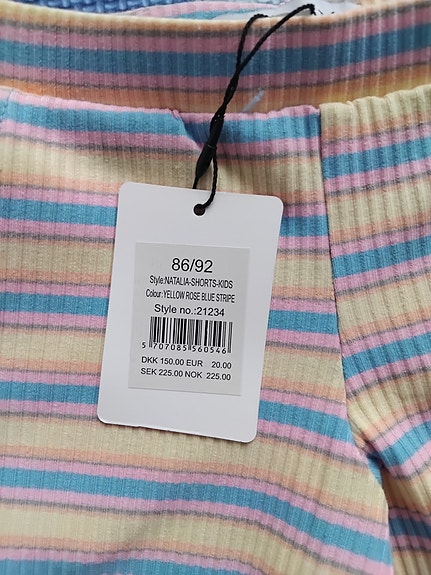 86/92
Style:NATALIA-SHORTS-KIDS
Colour:YELLOW ROSE BLUE STRIPE
Style no.:21234
5 707085 560546
DKK 150.00 EUR 20.00
SEK 225.00 NOK 225.00